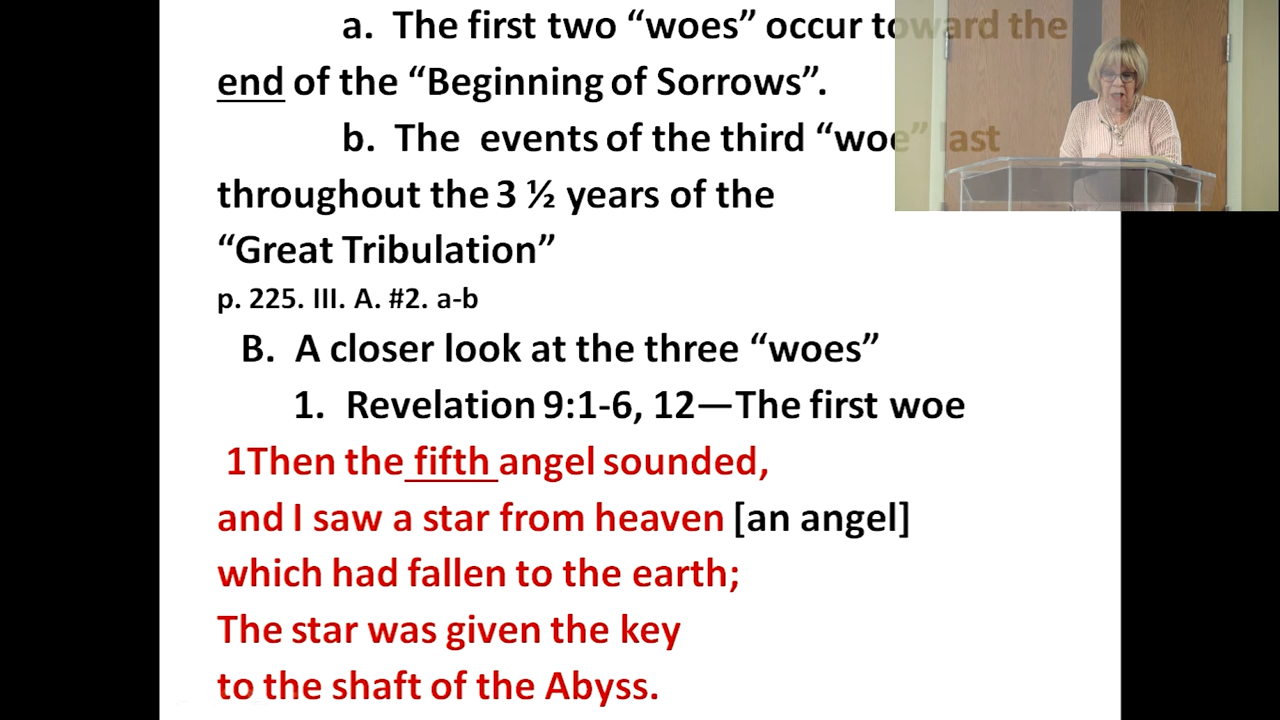 a. The first two “woes” occur toward the
end of the “Beginning of Sorrows”.
b. The events of the third “woe” last
throughout the 3 ½ years of the
“Great Tribulation”
p. 225. III. A. #2. a-b
B. A closer look at the three “woes”
1. Revelation 9:1-6, 12—The first woe
1Then the fifth angel sounded,
and I saw a star from heaven [an angel]
which had fallen to the earth;
The star was given the key
to the shaft of the Abyss.